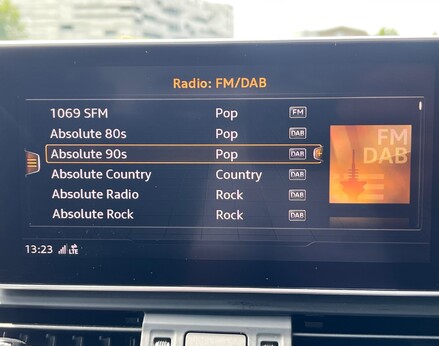 Radio: FM/DAB
1069 SFM Pop FM
Absolute 80s Pop DAB
Absolute 90s Pop DAB
Absolute Country Country DAB
Absolute Radio Rock DAB
Absolute Rock Rock DAB
FM
DAB
13:23 LTE